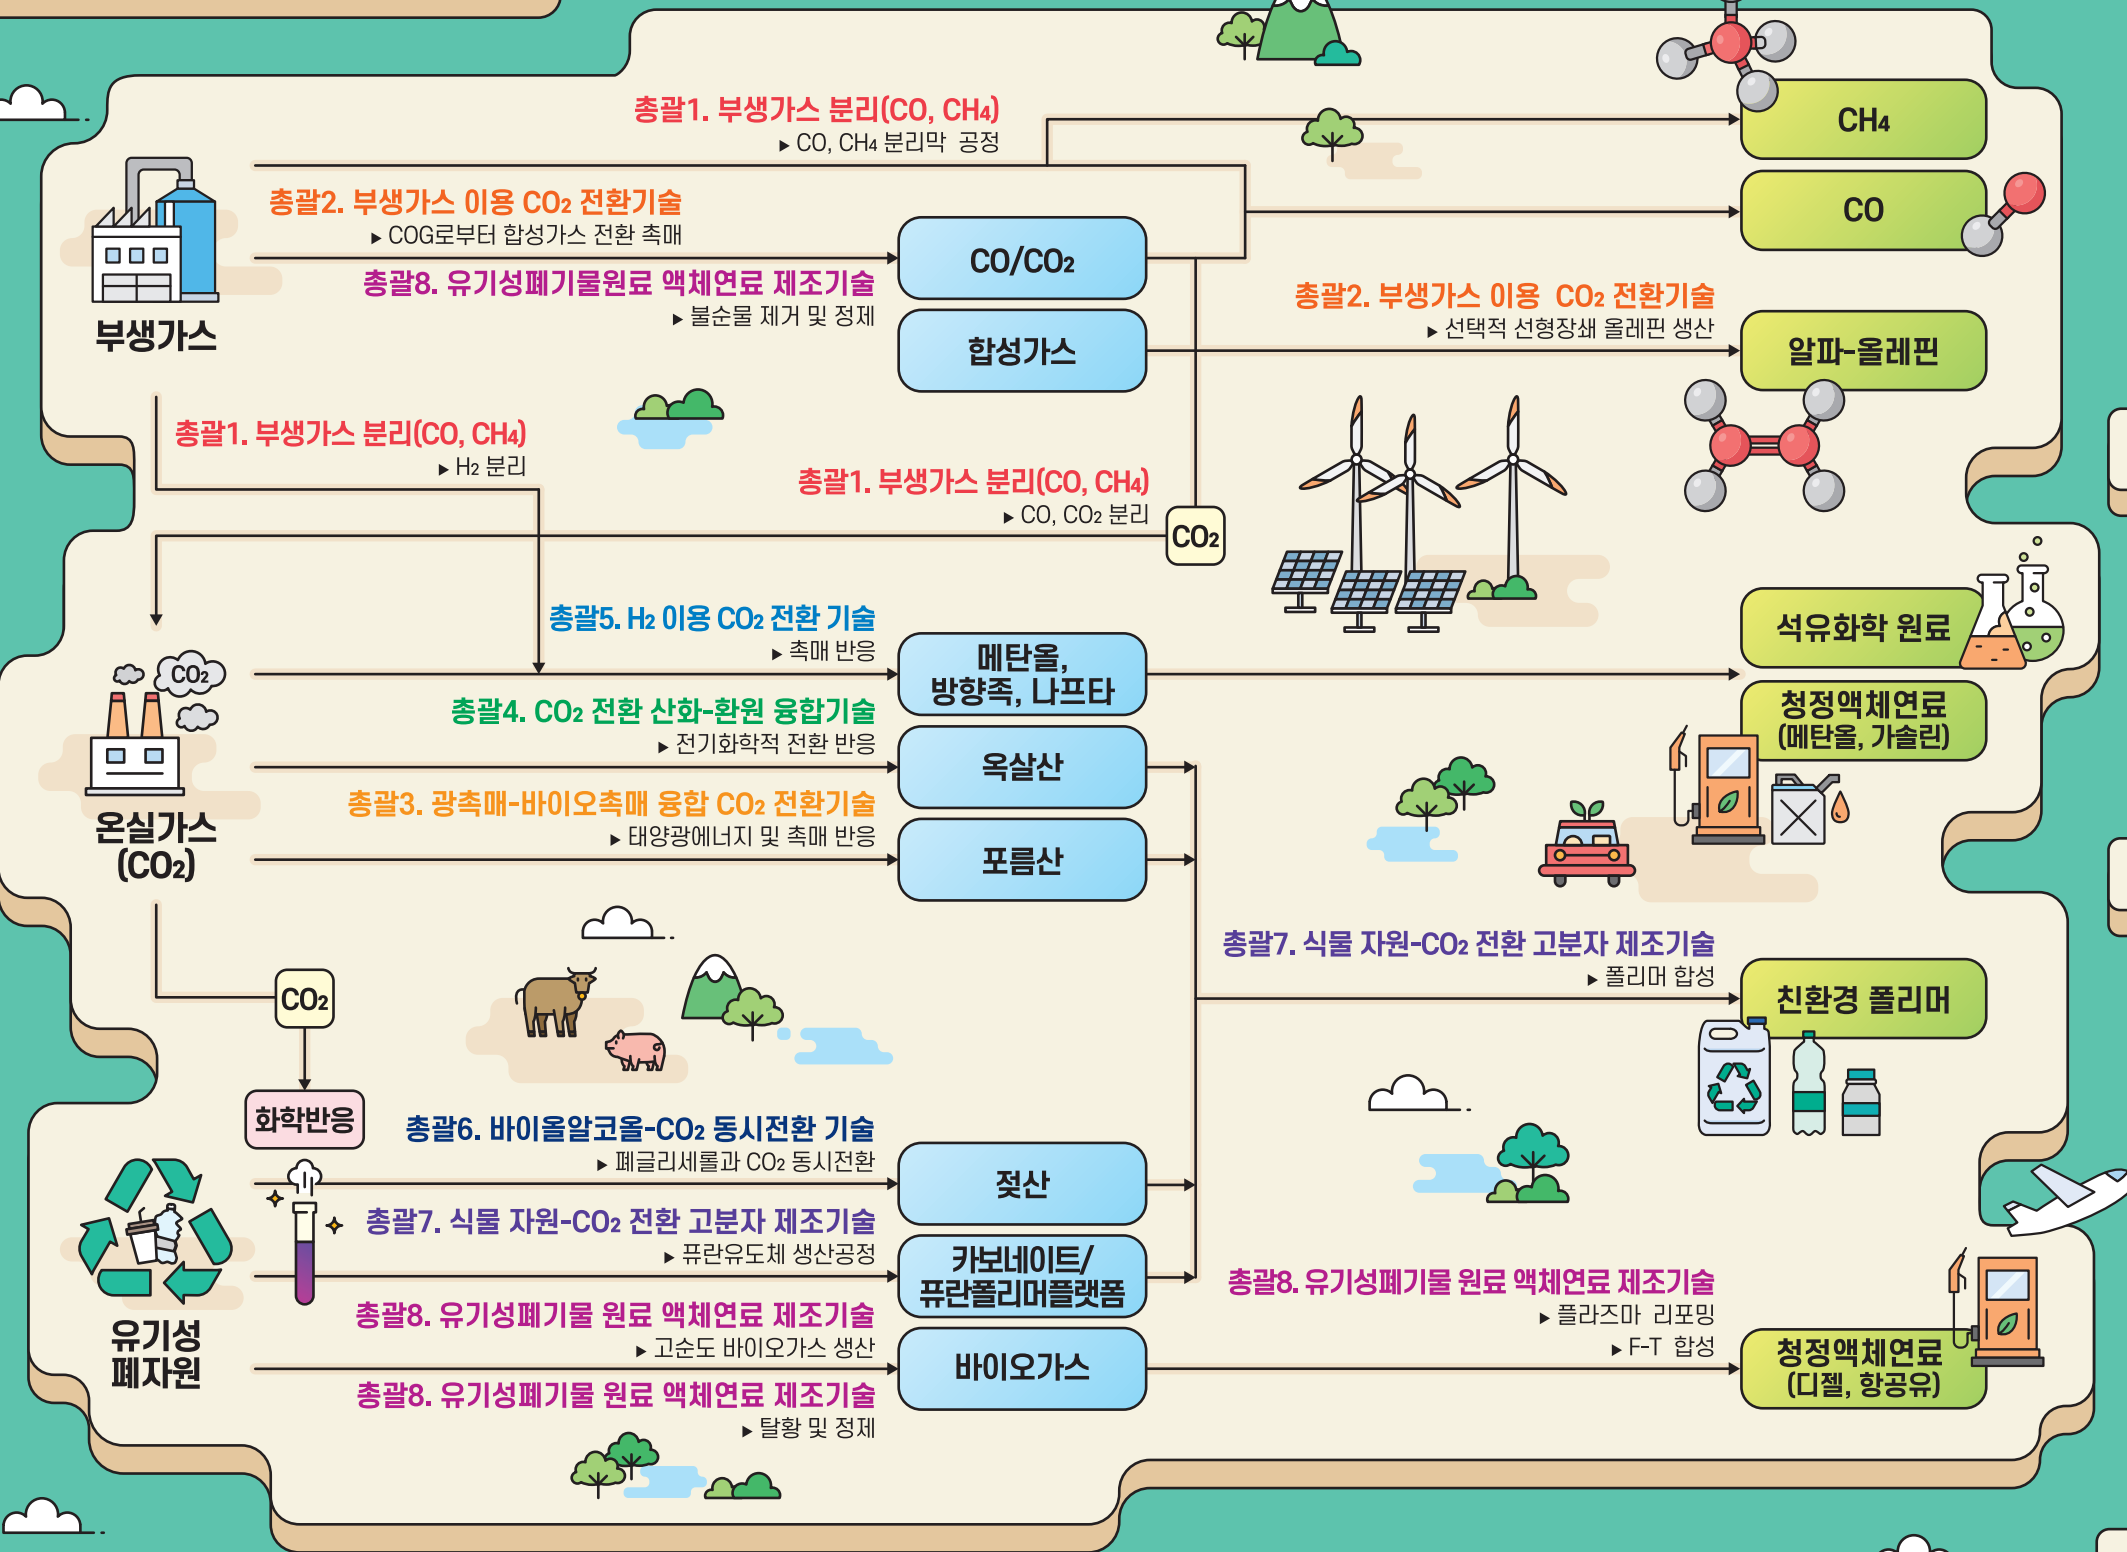 총괄1. 부생가스 분리(CO, CH₄)
▸ CO, CH₄ 분리막 공정
CH₄
총괄2. 부생가스 이용 CO₂ 전환기술
▸ COG로부터 합성가스 전환 촉매
CO
CO/CO₂
총괄8. 유기성폐기물원료 액체연료 제조기술
▸ 불순물 제거 및 정제
부생가스
합성가스
총괄2. 부생가스 이용 CO₂ 전환기술
▸ 선택적 선형장쇄 올레핀 생산
알파-올레핀
총괄1. 부생가스 분리(CO, CH₄)
▸ H₂ 분리
총괄1. 부생가스 분리(CO, CH₄)
▸ CO, CO₂ 분리
CO₂
총괄5. H₂ 이용 CO₂ 전환 기술
▸ 촉매 반응
메탄올,
방향족, 나프타
석유화학 원료
CO₂
총괄4. CO₂ 전환 산화-환원 융합기술
▸ 전기화학적 전환 반응
옥살산
청정액체연료
(메탄올, 가솔린)
총괄3. 광촉매-바이오촉매 융합 CO₂ 전환기술
▸ 태양광에너지 및 촉매 반응
포름산
온실가스
(CO₂)
총괄7. 식물 자원-CO₂ 전환 고분자 제조기술
▸ 폴리머 합성
친환경 폴리머
CO₂
화학반응
총괄6. 바이올알코올-CO₂ 동시전환 기술
▸ 폐글리세롤과 CO₂ 동시전환
젖산
총괄7. 식물 자원-CO₂ 전환 고분자 제조기술
▸ 퓨란유도체 생산공정
카보네이트/
퓨란폴리머플랫폼
총괄8. 유기성폐기물 원료 액체연료 제조기술
▸ 고순도 바이오가스 생산
바이오가스
유기성
폐자원
총괄8. 유기성폐기물 원료 액체연료 제조기술
▸ 탈황 및 정제
총괄8. 유기성폐기물 원료 액체연료 제조기술
▸ 플라즈마 리포밍
▸ F-T 합성
청정액체연료
(디젤, 항공유)